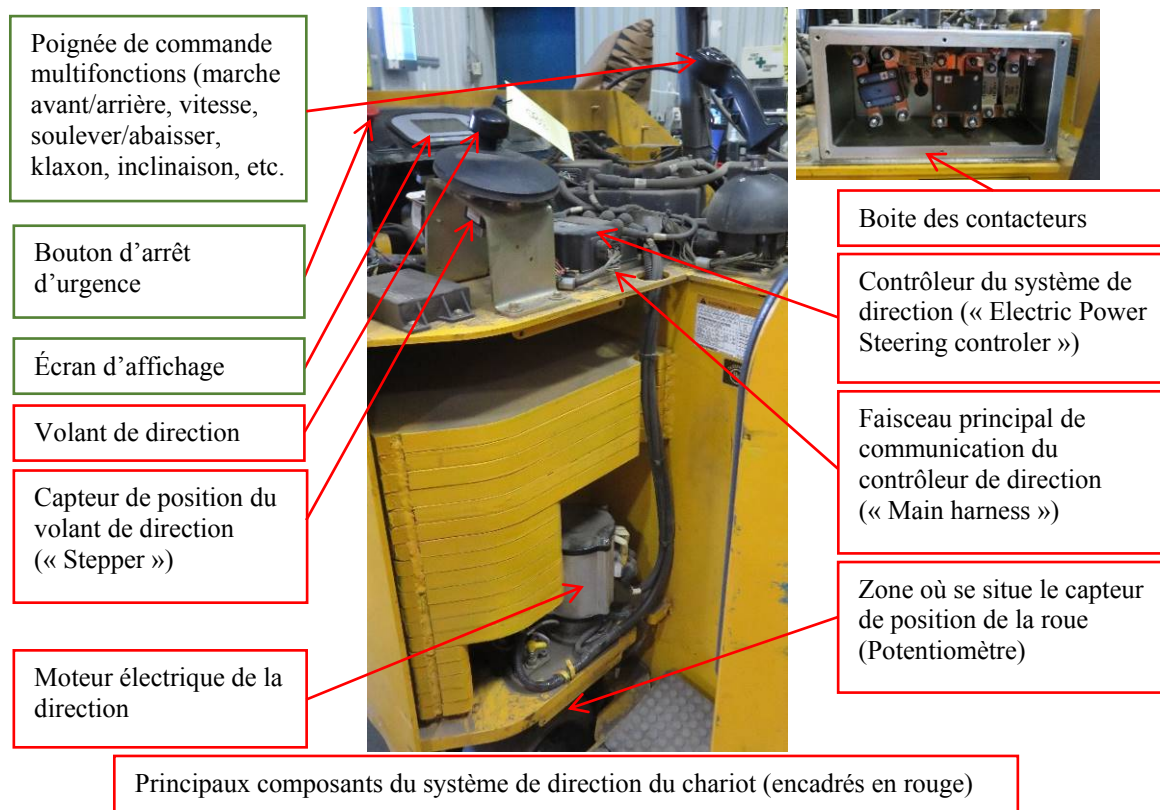 Poignée de commande
multifonctions (marche
avant/arrière, vitesse,
soulever/abaisser,
klaxon, inclinaison, etc.
Bouton d’arrêt
d’urgence
Écran d’affichage
Volant de direction
Capteur de position du
volant de direction
(« Stepper »)
Moteur électrique de la
direction
Boite des contacteurs
Contrôleur du système de
direction (« Electric Power
Steering controler »)
Faisceau principal de
communication du
contrôleur de direction
(« Main harness »)
Zone où se situe le capteur
de position de la roue
(Potentiomètre)
Principaux composants du système de direction du chariot (encadrés en rouge)